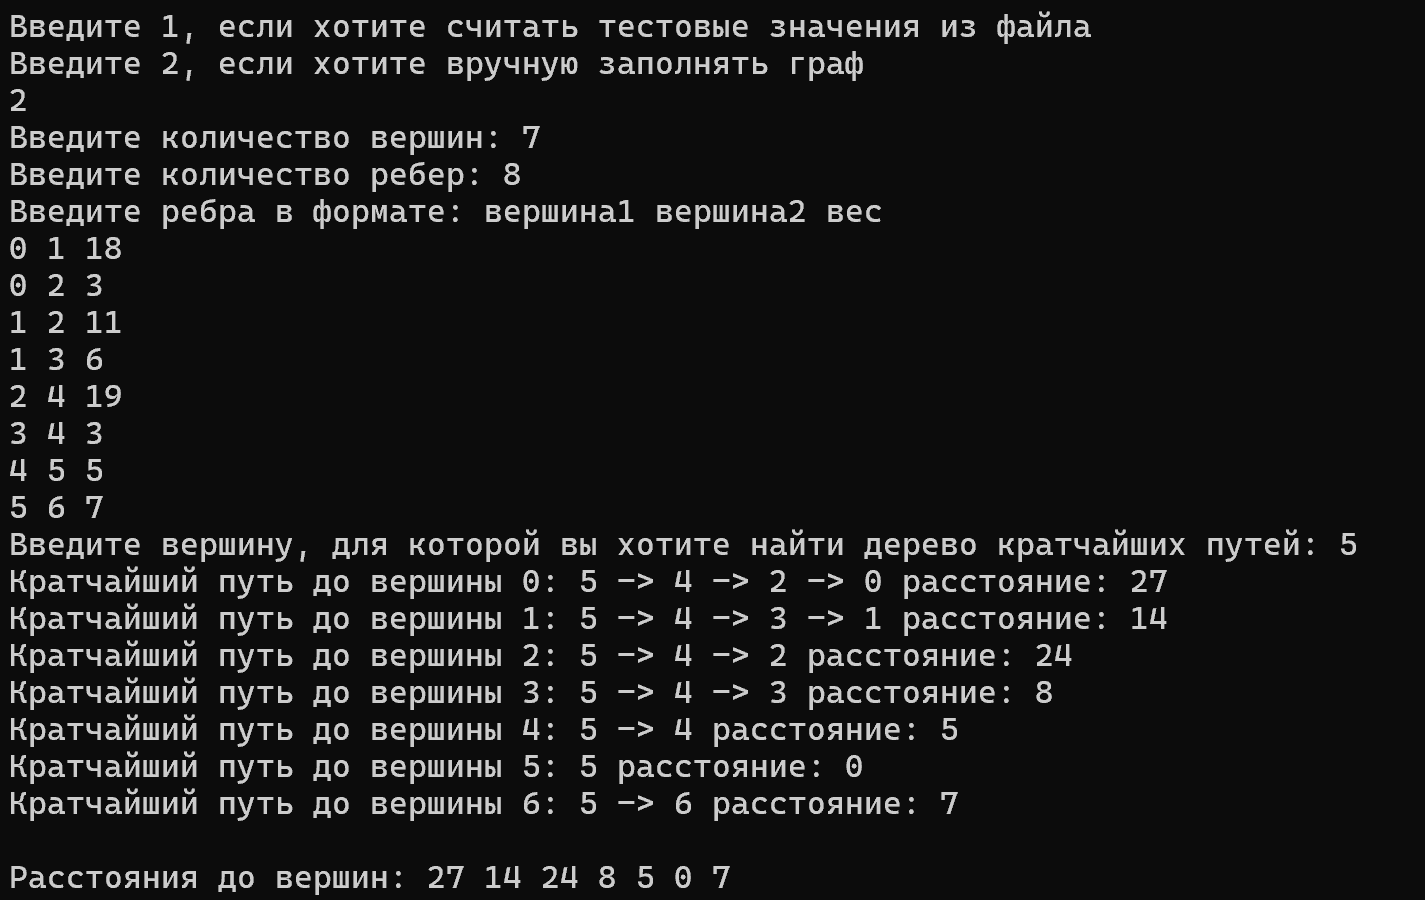 Введите 1, если хотите считать тестовые значения из файла
Введите 2, если хотите вручную заполнять граф
2
Введите количество вершин: 7
Введите количество ребер: 8
Введите ребра в формате: вершина1 вершина2 вес
0 1 18
0 2 3
1 2 11
1 3 6
2 4 19
3 4 3
4 5 5
5 6 7
Введите вершину, для которой вы хотите найти дерево кратчайших путей: 5
Кратчайший путь до вершины 0: 5 -> 4 -> 2 -> 0 расстояние: 27
Кратчайший путь до вершины 1: 5 -> 4 -> 3 -> 1 расстояние: 14
Кратчайший путь до вершины 2: 5 -> 4 -> 2 расстояние: 24
Кратчайший путь до вершины 3: 5 -> 4 -> 3 расстояние: 8
Кратчайший путь до вершины 4: 5 -> 4 расстояние: 5
Кратчайший путь до вершины 5: 5 расстояние: 0
Кратчайший путь до вершины 6: 5 -> 6 расстояние: 7
Расстояния до вершин: 27 14 24 8 5 0 7